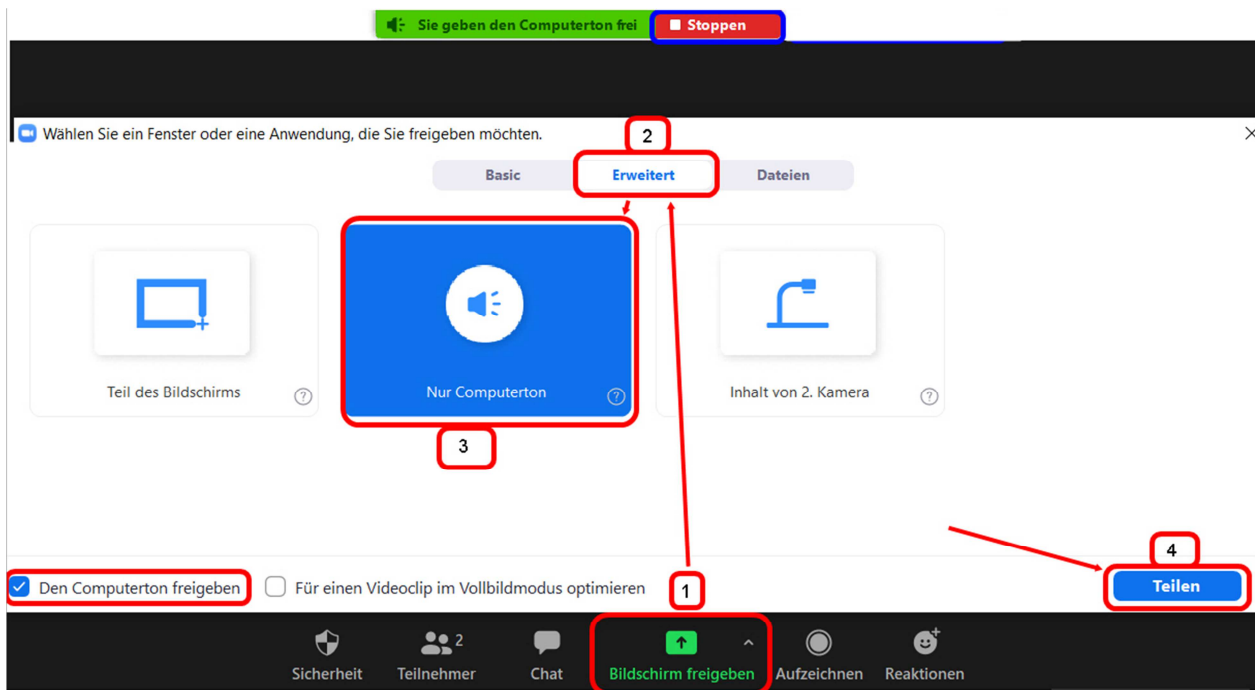 Sie geben den Computerton frei
Stoppen
Wählen Sie ein Fenster oder eine Anwendung, die Sie freigeben möchten.
2
Basic
Erweitert
Dateien
Teil des Bildschirms
?
Nur Computerton
?
Inhalt von 2. Kamera
?
3
4
Den Computerton freigeben
Für einen Videoclip im Vollbildmodus optimieren
1
Teilen
2
Sicherheit
Teilnehmer
Chat
Bildschirm freigeben
Aufzeichnen
Reaktionen